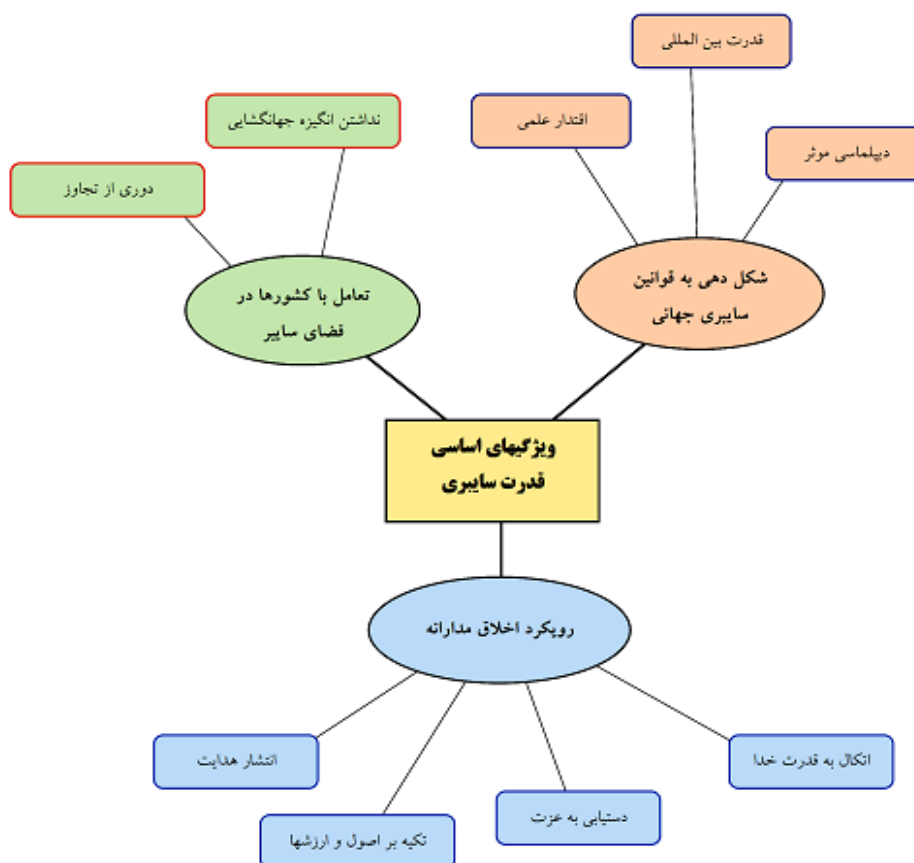 قدرت بین المللی
نداشتن انگیزه جهانگشایی
اقتدار علمی
دیپلماسی موثر
دوری از تجاوز
شکل دهی به قوانین
سایبری جهانی
تعامل با کشورها در
فضای سایبر
ویژگیهای اساسی
قدرت سایبری
رویکرد اخلاق مدارانه
اتکال به قدرت خدا
انتشار هدایت
دستیابی به عزت
تکیه بر اصول و ارزشها